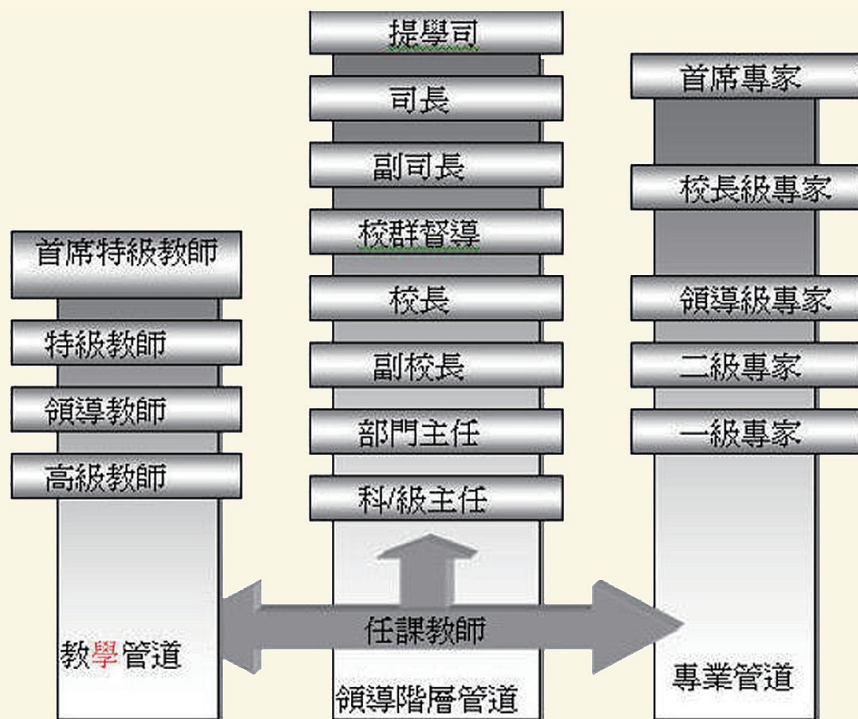 首席特級教師
特級教師
領導教師
高級教師
教學管道
提學司
司長
副司長
校群督導
校長
副校長
部門主任
科/級主任
任課教師
領導階層管道
首席專家
校長級專家
領導級專家
二級專家
一級專家
專業管道